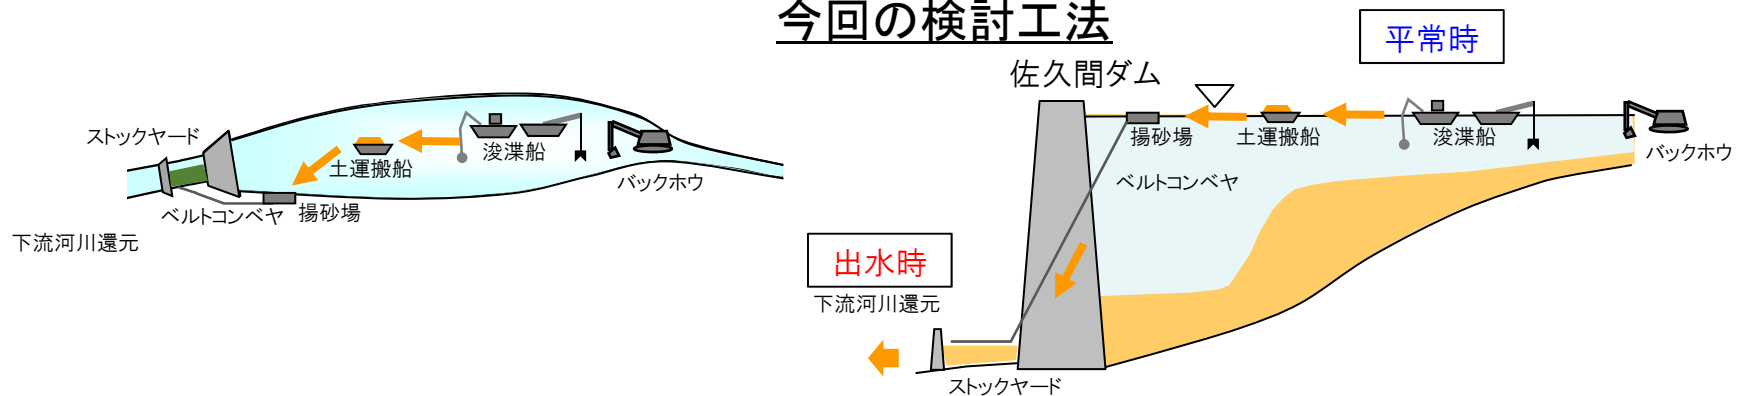 今回の検討工法
平常時
佐久間ダム
ストックヤード
浚渫船
土運搬船
バックホウ
ベルトコンベヤ
揚砂場
下流河川還元
揚砂場
土運搬船
浚渫船
バックホウ
ベルトコンベヤ
出水時
下流河川還元
ストックヤード